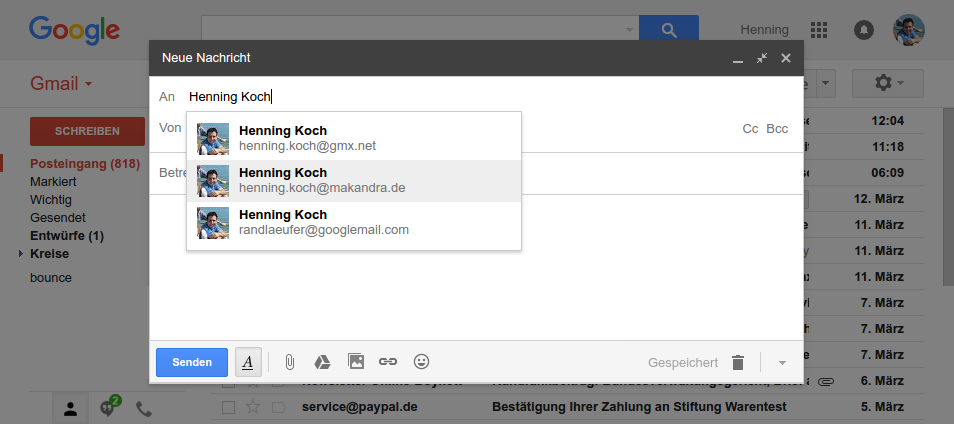 Google
Henning
Neue Nachricht
Gmail
An Henning Koch
SCHREIBEN
Von
Cc Bcc
Henning Koch
henning.koch@gmx.net
Henning Koch
henning.koch@makandra.de
Henning Koch
randlaeufer@googlemail.com
Betre
Posteingang (818)
Markiert
Wichtig
Gesendet
Entwürfe (1)
Kreise
bounce
12:04
11:18
06:09
12. März
11. März
11. März
11. März
7. März
7. März
7. März
6. März
Senden
A
Gespeichert
2
service@paypal.de Bestätigung Ihrer Zahlung an Stiftung Warentest 5. März